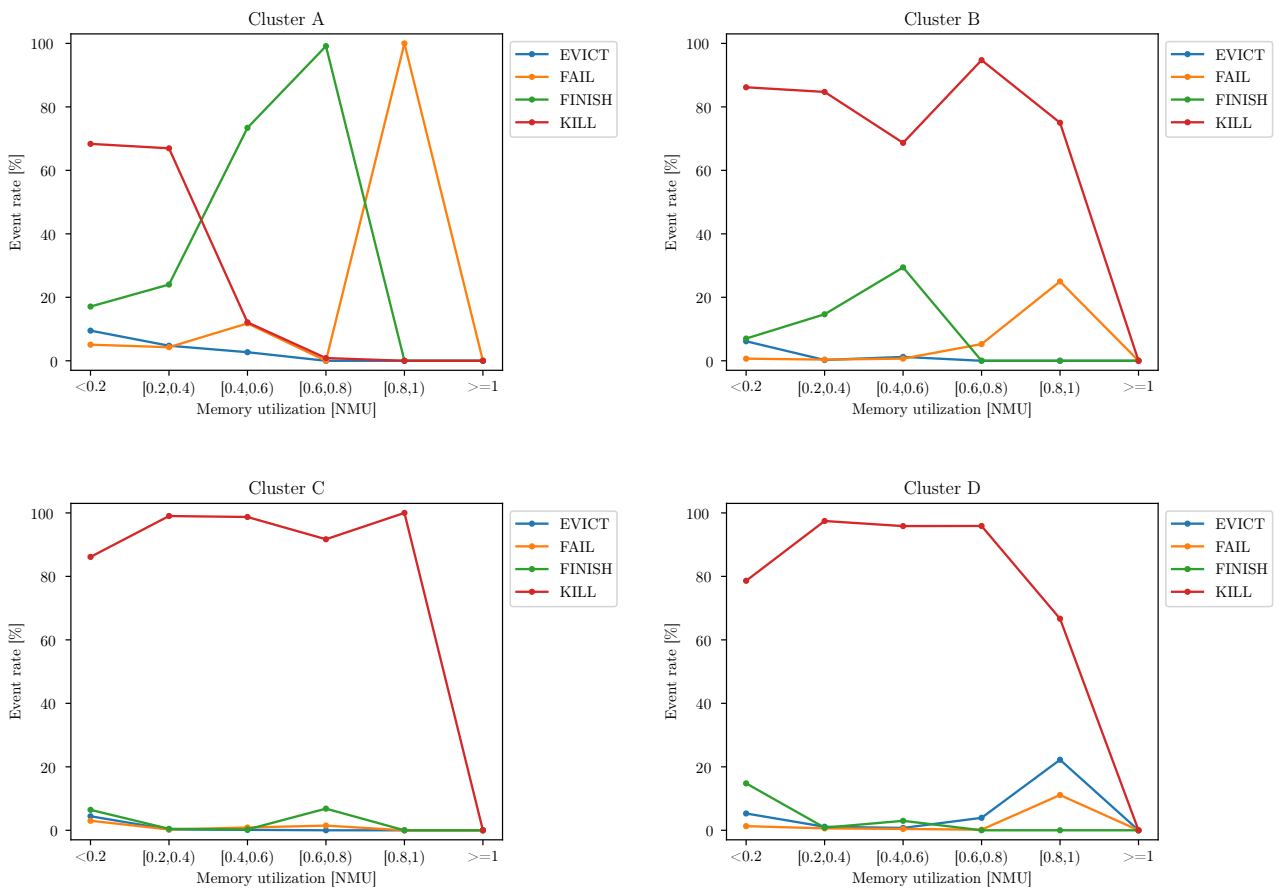 Cluster A
Event rate [%]
100
80
60
40
20
0
<0.2
[0.2,0.4)
[0.4,0.6)
[0.6,0.8)
[0.8,1)
>=1
Memory utilization [NMU]
EVICT
FAIL
FINISH
KILL
Cluster B
Event rate [%]
100
80
60
40
20
0
<0.2
[0.2,0.4)
[0.4,0.6)
[0.6,0.8)
[0.8,1)
>=1
Memory utilization [NMU]
EVICT
FAIL
FINISH
KILL
Cluster C
Event rate [%]
100
80
60
40
20
0
<0.2
[0.2,0.4)
[0.4,0.6)
[0.6,0.8)
[0.8,1)
>=1
Memory utilization [NMU]
EVICT
FAIL
FINISH
KILL
Cluster D
Event rate [%]
100
80
60
40
20
0
<0.2
[0.2,0.4)
[0.4,0.6)
[0.6,0.8)
[0.8,1)
>=1
Memory utilization [NMU]
EVICT
FAIL
FINISH
KILL